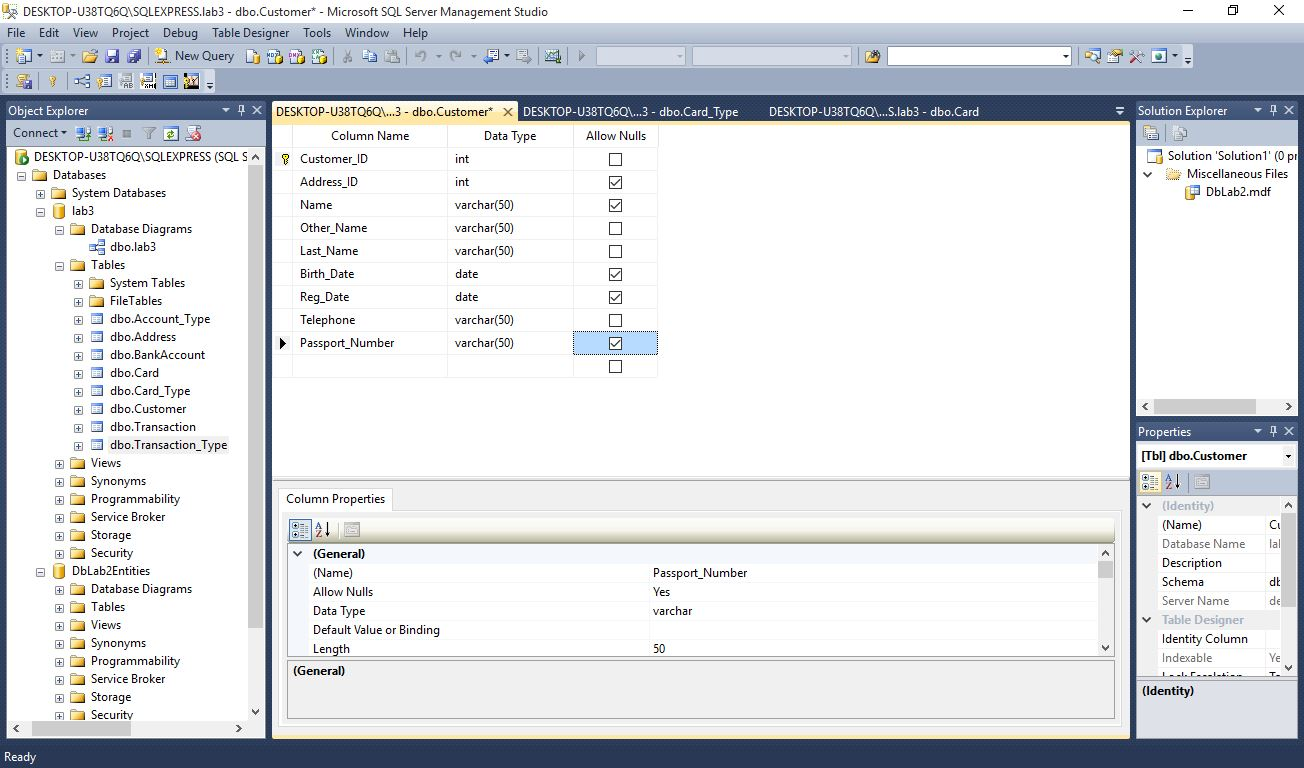 DESKTOP-U38TQ6Q\SQLEXPRESS.lab3 - dbo.Customer* - Microsoft SQL Server Management Studio
File Edit View Project Debug Table Designer Tools Window Help
New Query
Object Explorer
Connect
DESKTOP-U38TQ6Q\SQLEXPRESS (SQL S
Databases
System Databases
lab3
Database Diagrams
dbo.lab3
Tables
System Tables
FileTables
dbo.Account_Type
dbo.Address
dbo.BankAccount
dbo.Card
dbo.Card_Type
dbo.Customer
dbo.Transaction
dbo.Transaction_Type
Views
Synonyms
Programmability
Service Broker
Storage
Security
DbLab2Entities
Database Diagrams
Tables
Views
Synonyms
Programmability
Service Broker
Storage
Security
DESKTOP-U38TQ6Q\...3 - dbo.Customer* DESKTOP-U38TQ6Q\...3 - dbo.Card_Type DESKTOP-U38TQ6Q\...S.lab3 - dbo.Card
Column Name Data Type Allow Nulls
Customer_ID int
Address_ID int
Name varchar(50)
Other_Name varchar(50)
Last_Name varchar(50)
Birth_Date date
Reg_Date date
Telephone varchar(50)
Passport_Number varchar(50)
Column Properties
(General)
(Name) Passport_Number
Allow Nulls Yes
Data Type varchar
Default Value or Binding
Length 50
(General)
Solution Explorer
Solution 'Solution1' (0 pr
Miscellaneous Files
DbLab2.mdf
Properties
[Tbl] dbo.Customer
(Identity)
(Name) Cu
Database Name lal
Description
Schema db
Server Name de
Table Designer
Identity Column
Indexable Ye
(Identity)
Ready